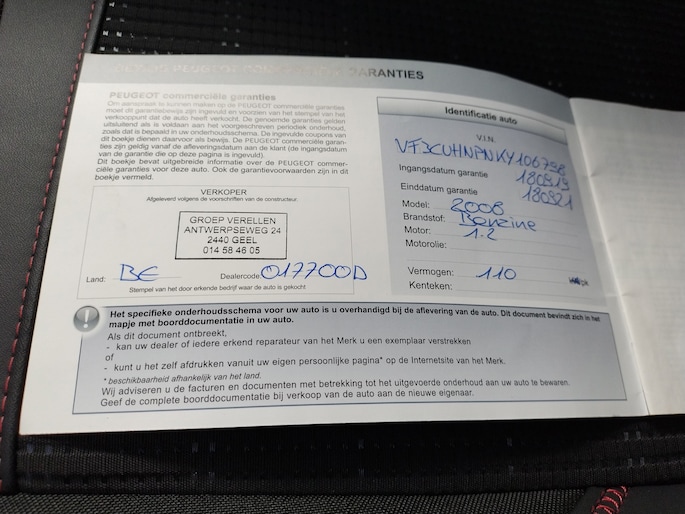 PEUGEOT GARANTIES
PEUGEOT commerciële garanties
Om aanspraak te kunnen maken op de PEUGEOT commerciële garanties
moet dit garantiebewijs zijn ingevuld en voorzien van het stempel van het
verkooppunt dat de auto heeft verkocht. De genoemde garanties gelden
uitsluitend als is voldaan aan het voorgeschreven periodiek onderhoud,
zoals dat is bepaald in uw onderhoudsschema. De ingevulde coupons van
dit boekje dienen daarvoor als bewijs. De PEUGEOT commerciële garan-
ties zijn geldig vanaf de afleveringsdatum aan de klant (de ingangsdatum
van de garantie die op deze pagina is ingevuld).
Dit boekje bevat uitgebreide informatie over de PEUGEOT commer-
ciële garanties voor deze auto. Ook de garantievoorwaarden zijn in dit
boekje vermeld.
VERKOPER
Afgeleverd volgens de voorschriften van de constructeur.
GROEP VERELLEN
ANTWERPSEWEG 24
2440 GEEL
014 58 46 05
Land: BE Dealercode: 017700D
Stempel van het door erkende bedrijf waar de auto is gekocht
Identificatie auto
V.I.N.
VF3CUHNPNKY106798
Ingangsdatum garantie 180919
Einddatum garantie 180921
Model: 2008
Brandstof: Benzine
Motor: 1.2
Motorolie:
Vermogen: 110 pk
Kenteken:
Het specifieke onderhoudsschema voor uw auto is u overhandigd bij de aflevering van de auto. Dit document bevindt zich in het
mapje met boorddocumentatie in uw auto.
Als dit document ontbreekt,
- kan uw dealer of iedere erkend reparateur van het Merk u een exemplaar verstrekken
of
- kunt u het zelf afdrukken vanuit uw eigen persoonlijke pagina* op de Internetsite van het Merk.
* beschikbaarheid afhankelijk van het land.
Wij adviseren u de facturen en documenten met betrekking tot het uitgevoerde onderhoud aan uw auto te bewaren.
Geef de complete boorddocumentatie bij verkoop van de auto aan de nieuwe eigenaar.